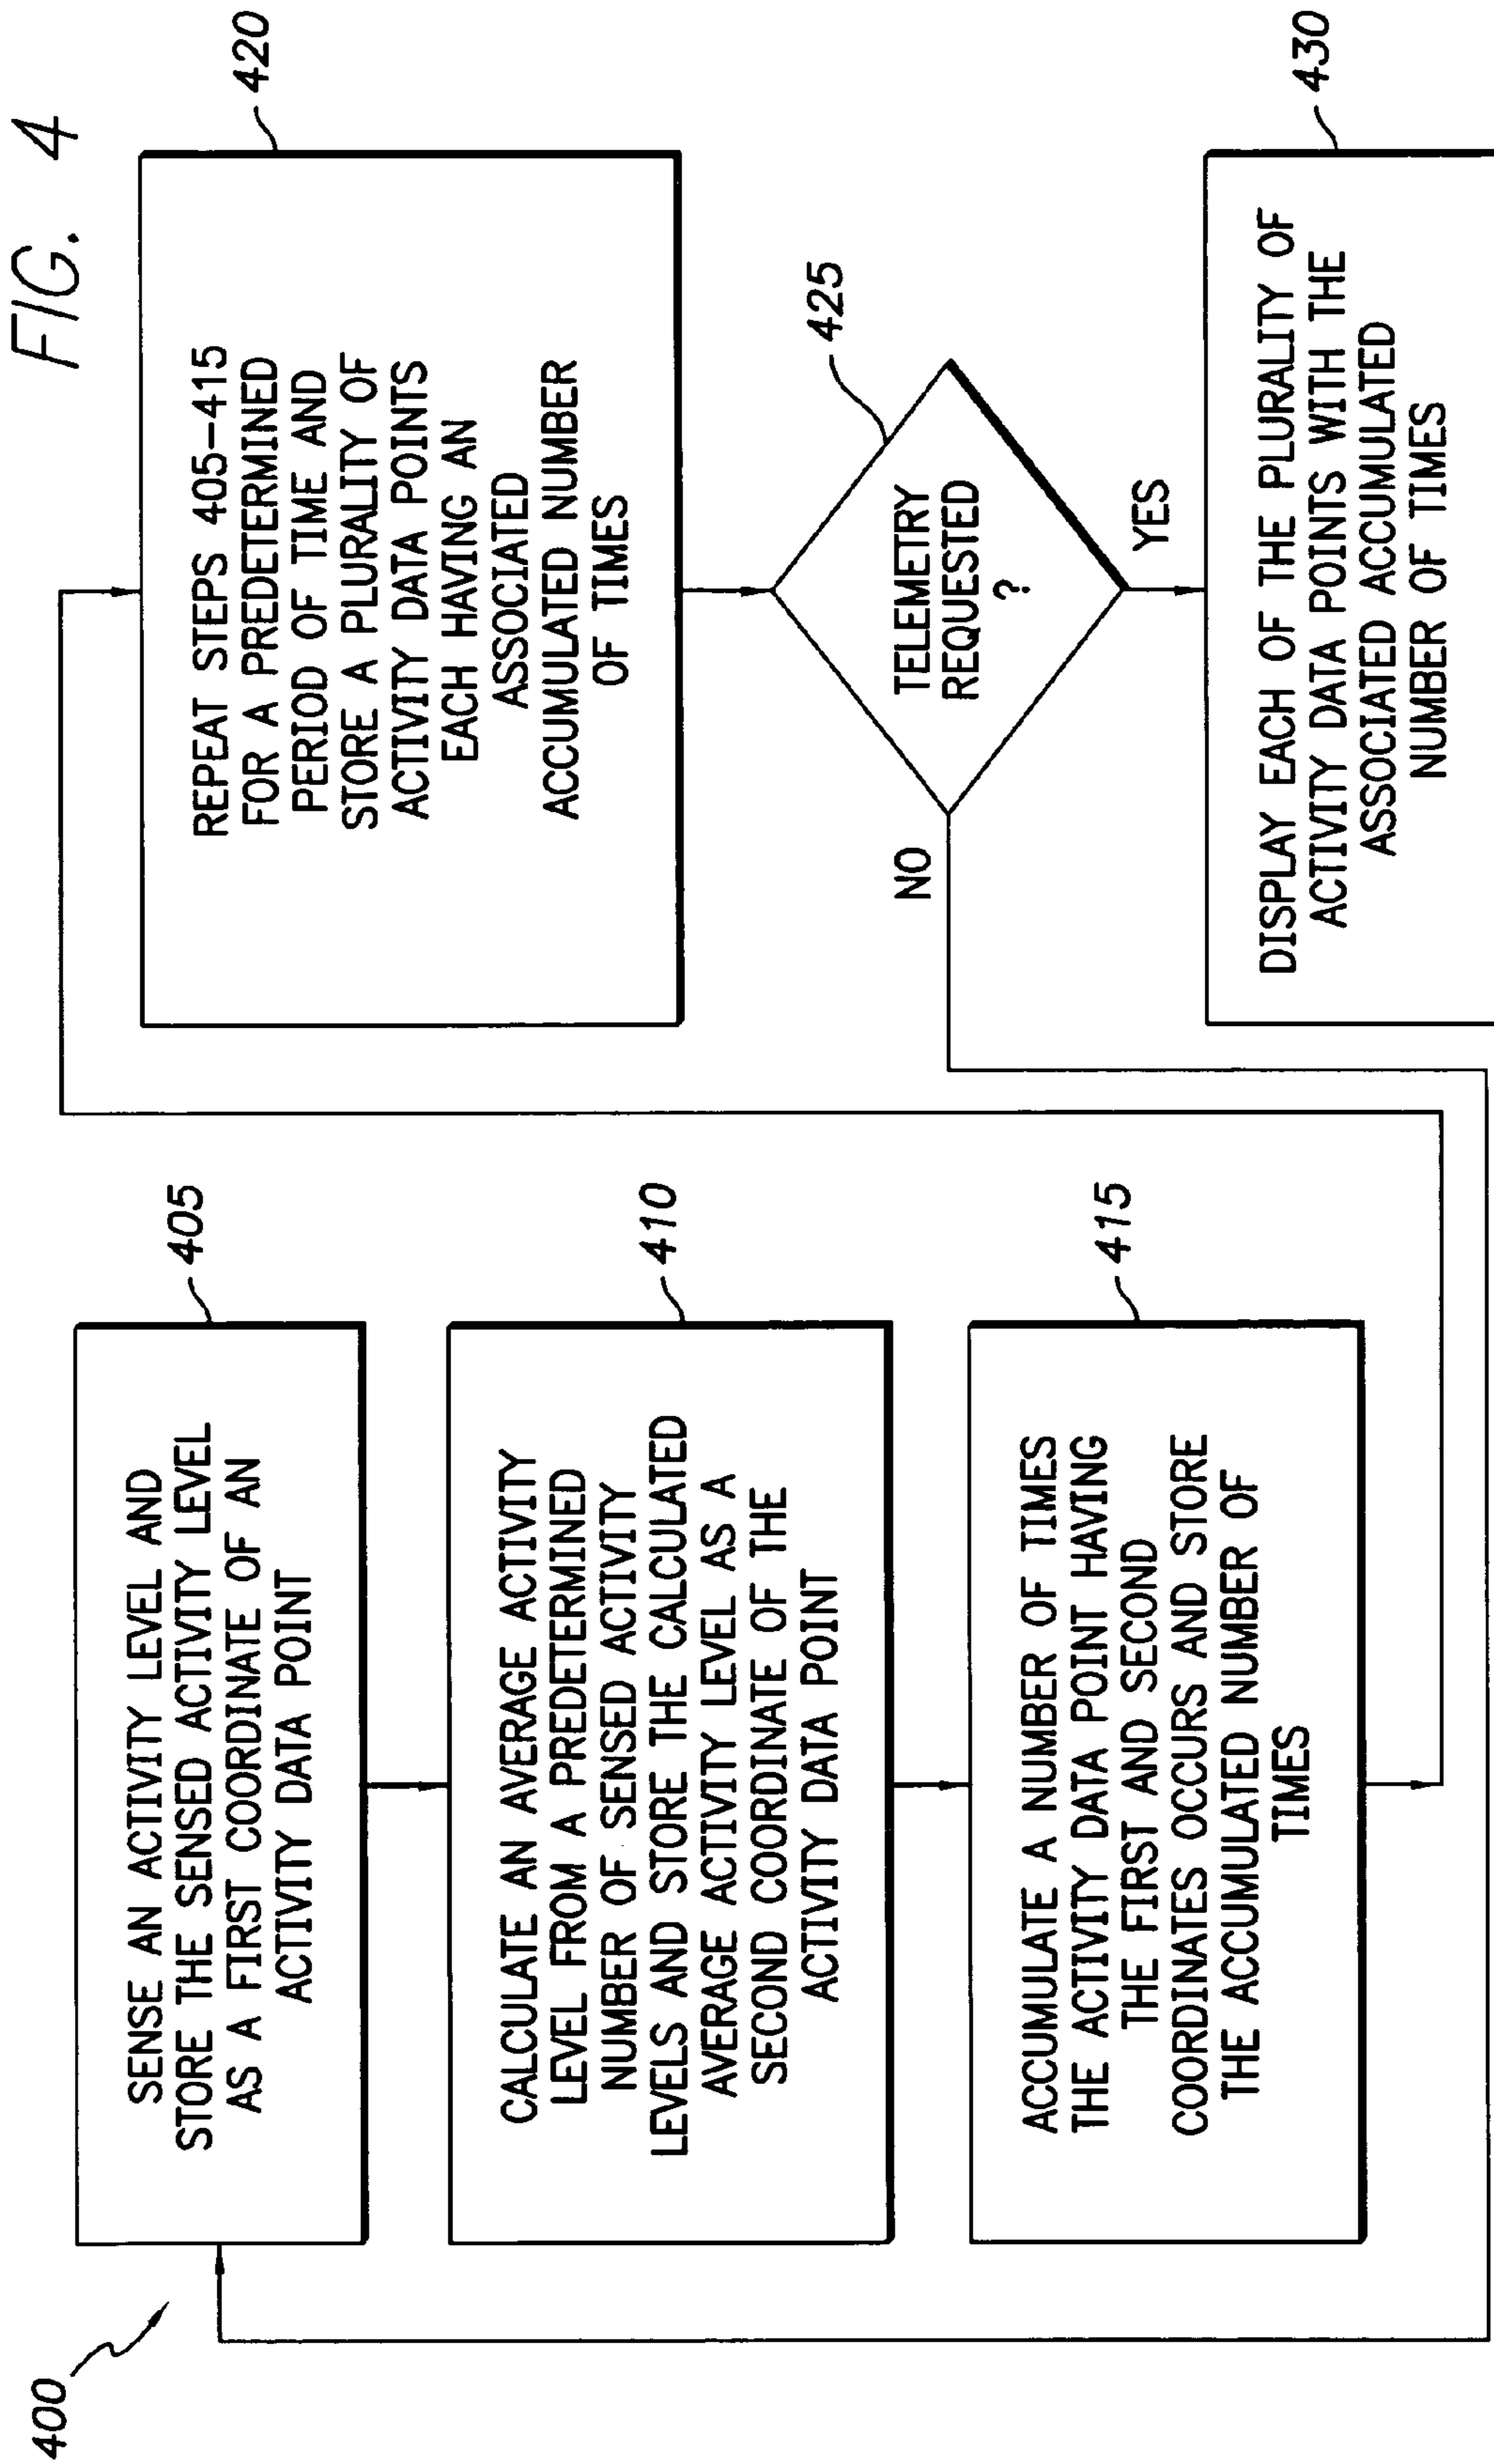 FIG. 4
400
SENSE AN ACTIVITY LEVEL AND
STORE THE SENSED ACTIVITY LEVEL
AS A FIRST COORDINATE OF AN
ACTIVITY DATA POINT
405
CALCULATE AN AVERAGE ACTIVITY
LEVEL FROM A PREDETERMINED
NUMBER OF SENSED ACTIVITY
LEVELS AND STORE THE CALCULATED
AVERAGE ACTIVITY LEVEL AS A
SECOND COORDINATE OF THE
ACTIVITY DATA POINT
410
ACCUMULATE A NUMBER OF TIMES
THE ACTIVITY DATA POINT HAVING
THE FIRST AND SECOND
COORDINATES OCCURS AND STORE
THE ACCUMULATED NUMBER OF
TIMES
415
REPEAT STEPS 405-415
FOR A PREDETERMINED
PERIOD OF TIME AND
STORE A PLURALITY OF
ACTIVITY DATA POINTS
EACH HAVING AN
ASSOCIATED
ACCUMULATED NUMBER
OF TIMES
420
TELEMETRY
REQUESTED
?
425
NO
YES
DISPLAY EACH OF THE PLURALITY OF
ACTIVITY DATA POINTS WITH THE
ASSOCIATED ACCUMULATED
NUMBER OF TIMES
430